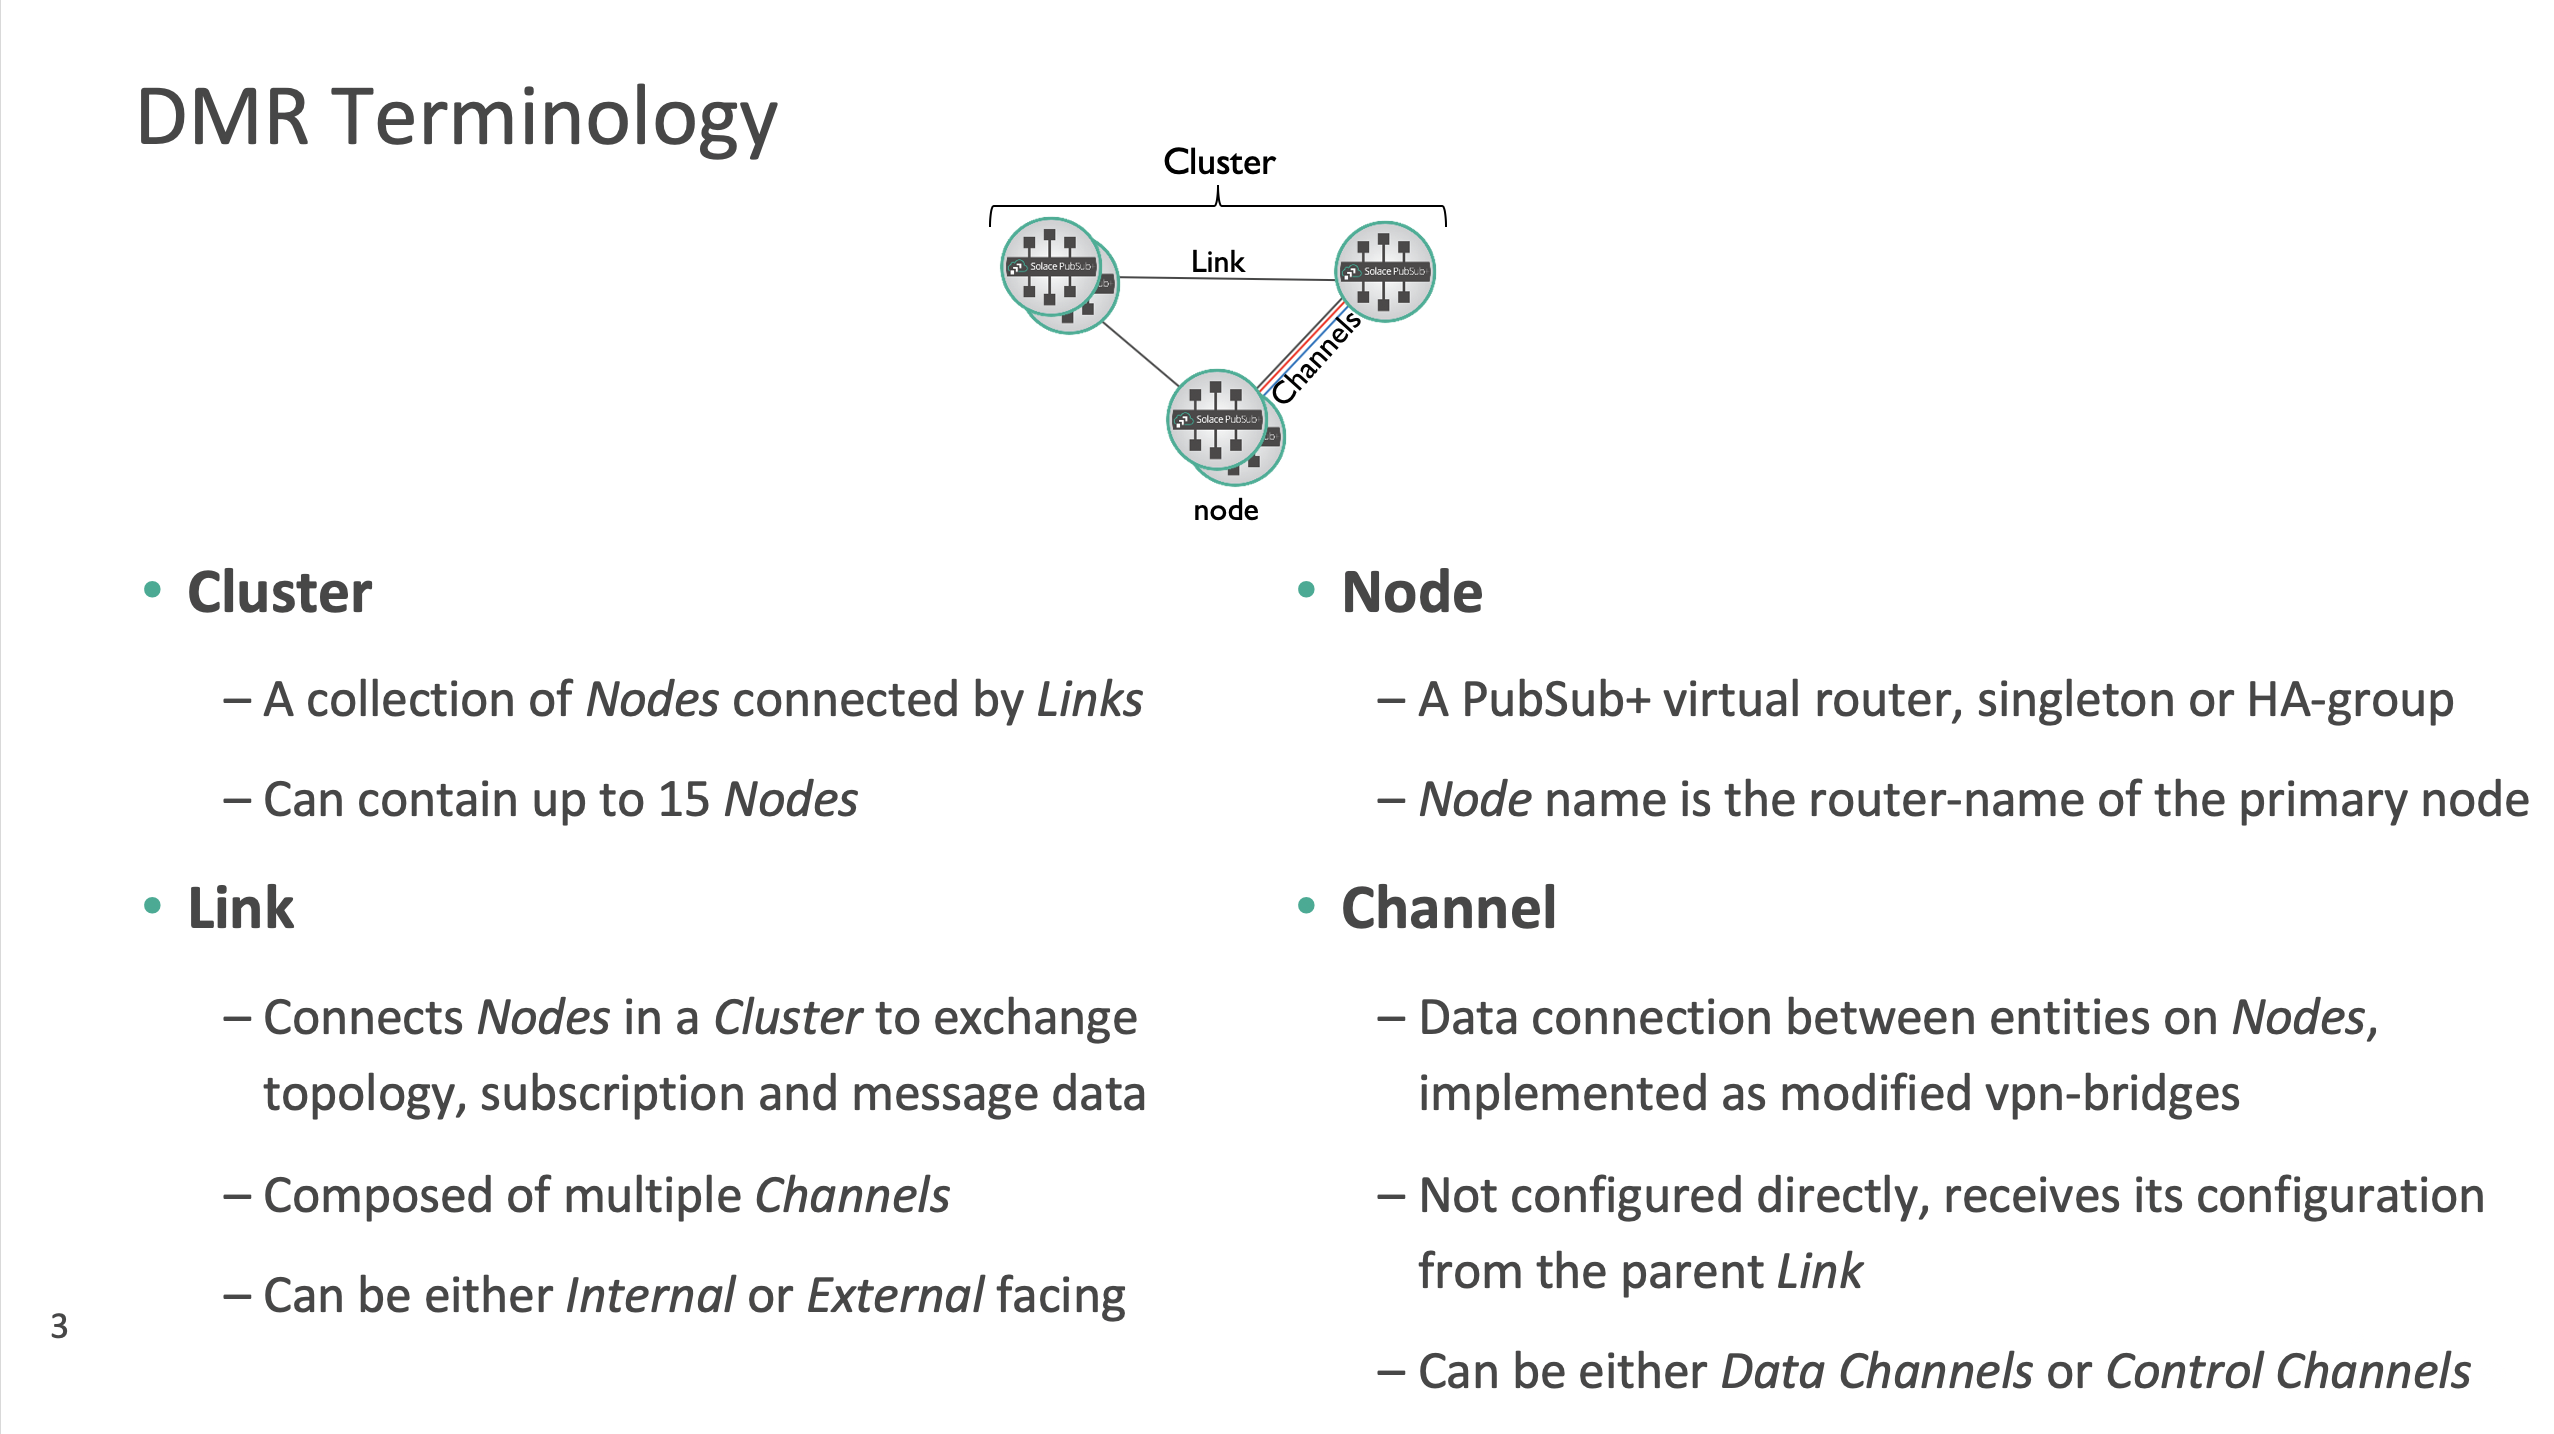 DMR Terminology
Cluster
Link
Solace PubSub
ub
Solace PubSub
Channels
Solace PubSub
ub
node
• Cluster
– A collection of Nodes connected by Links
– Can contain up to 15 Nodes
• Link
– Connects Nodes in a Cluster to exchange
topology, subscription and message data
– Composed of multiple Channels
– Can be either Internal or External facing
• Node
– A PubSub+ virtual router, singleton or HA-group
– Node name is the router-name of the primary node
• Channel
– Data connection between entities on Nodes,
implemented as modified vpn-bridges
– Not configured directly, receives its configuration
from the parent Link
– Can be either Data Channels or Control Channels
3